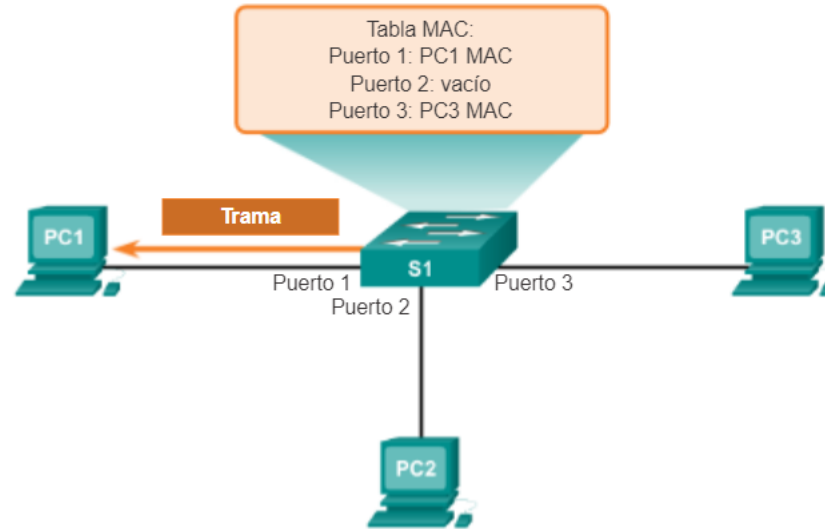 Tabla MAC:
Puerto 1: PC1 MAC
Puerto 2: vacío
Puerto 3: PC3 MAC
Trama
PC1
S1
PC3
Puerto 1
Puerto 3
Puerto 2
PC2